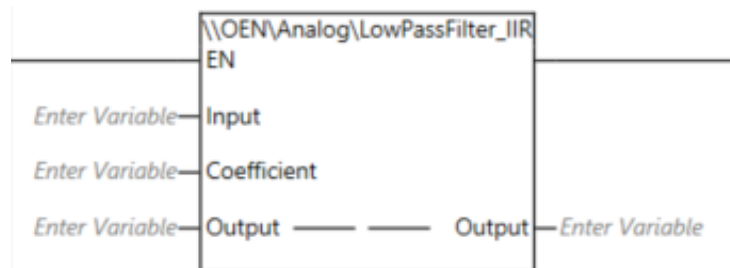 \\OEN\Analog\LowPassFilter_IIR
EN
Enter Variable Input
Enter Variable Coefficient
Enter Variable Output Output Enter Variable